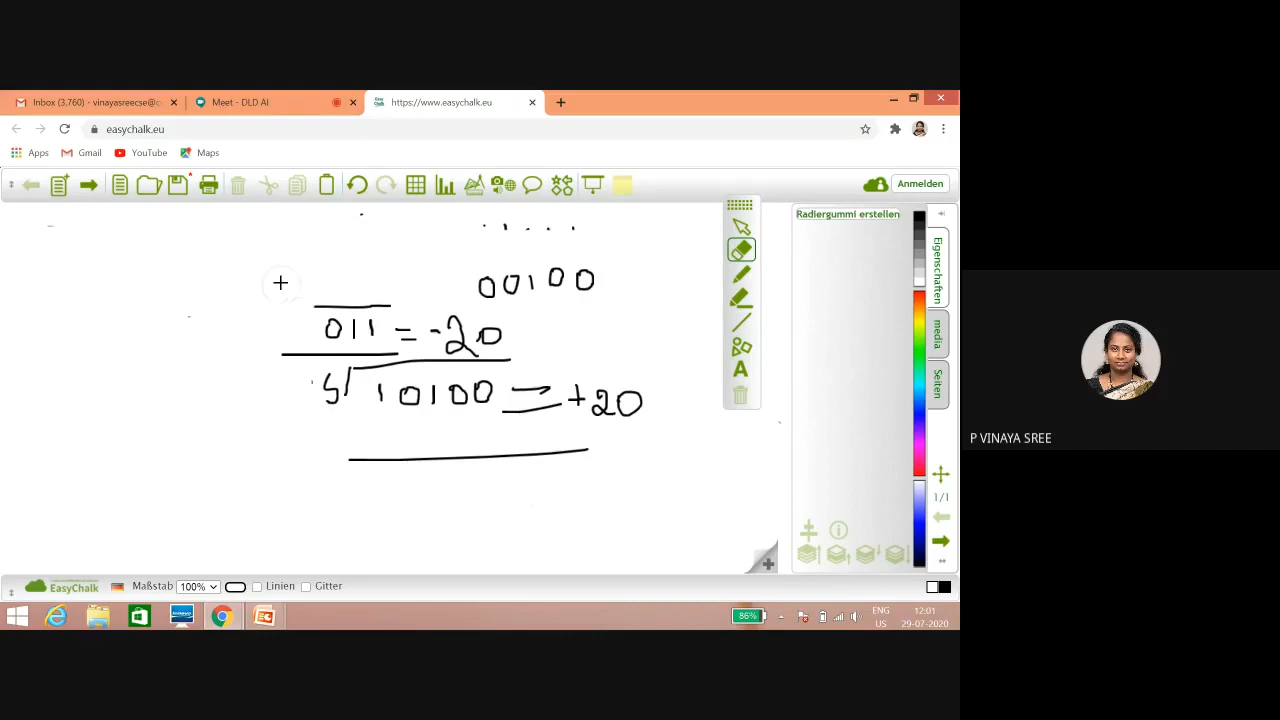 Inbox (3,760) - vinayasreecse@c
Meet - DLD AI
https://www.easychalk.eu
easychalk.eu
Apps Gmail YouTube Maps
Anmelden
Radiergummi erstellen
Eigenschaften
media
Seiten
00100
011 = -20
10100 +20
P VINAYA SREE
1/1
EasyChalk Maßstab 100% Linien Gitter
86%
ENG
US
12:01
29-07-2020